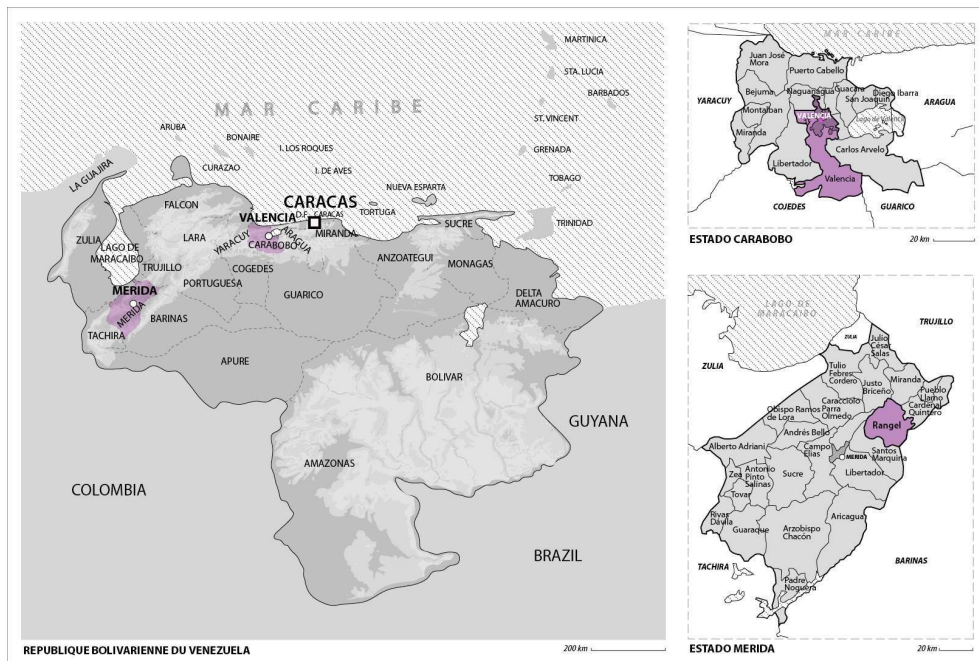 MARTINICA
STA. LUCIA
BARBADOS
ST. VINCENT
GRENADA
TOBAGO
TRINIDAD
MAR CARIBE
ARUBA
BONAIRE
CURAZAO
I. LOS ROQUES
I. DE AVES
NUEVA ESPARTA
TORTUGA
LA GUAJIRA
CARACAS
D.F. CARACAS
VALENCIA
FALCON
ZULIA
LAGO DE
MARACAIBO
LARA
YARACUY
CARABOBO
ARAGUA
MIRANDA
SUCRE
TRUJILLO
COGEDES
PORTUGUESA
GUARICO
ANZOATEGUI
MONAGAS
DELTA
AMACURO
MERIDA
MERIDA
BARINAS
TACHIRA
APURE
BOLIVAR
AMAZONAS
GUYANA
COLOMBIA
BRAZIL
REPUBLIQUE BOLIVARIENNE DU VENEZUELA
200 km
MAR CARIBE
Juan José
Mora
Puerto Cabello
Bejuma
Naguanagua
Guacara
San Joaquin
Diego Ibarra
YARACUY
ARAGUA
Montalban
VALENCIA
Lago de Valencia
Miranda
Carlos Arvelo
Libertador
Valencia
COJEDES
GUARICO
ESTADO CARABOBO
20 km
LAGO DE
MARACAIBO
TRUJILLO
ZULIA
ZULIA
Julio
César
Salas
Tulio
Febres
Cordero
Justo
Briceño
Miranda
Pueblo
Llano
Cardenal
Quintero
Caracciolo
Parra
Olmedo
Obispo Ramos
de Lora
Rangel
Andrés Bello
Alberto Adriani
Campo
Elias
MERIDA
Santos
Marquina
Zea
Antonio
Pinto
Salinas
Sucre
Libertador
Tovar
Rivas
Dávila
Guaraque
Arzobispo
Chacón
Aricagua
TACHIRA
BARINAS
Padre
Noguera
ESTADO MERIDA
20 km